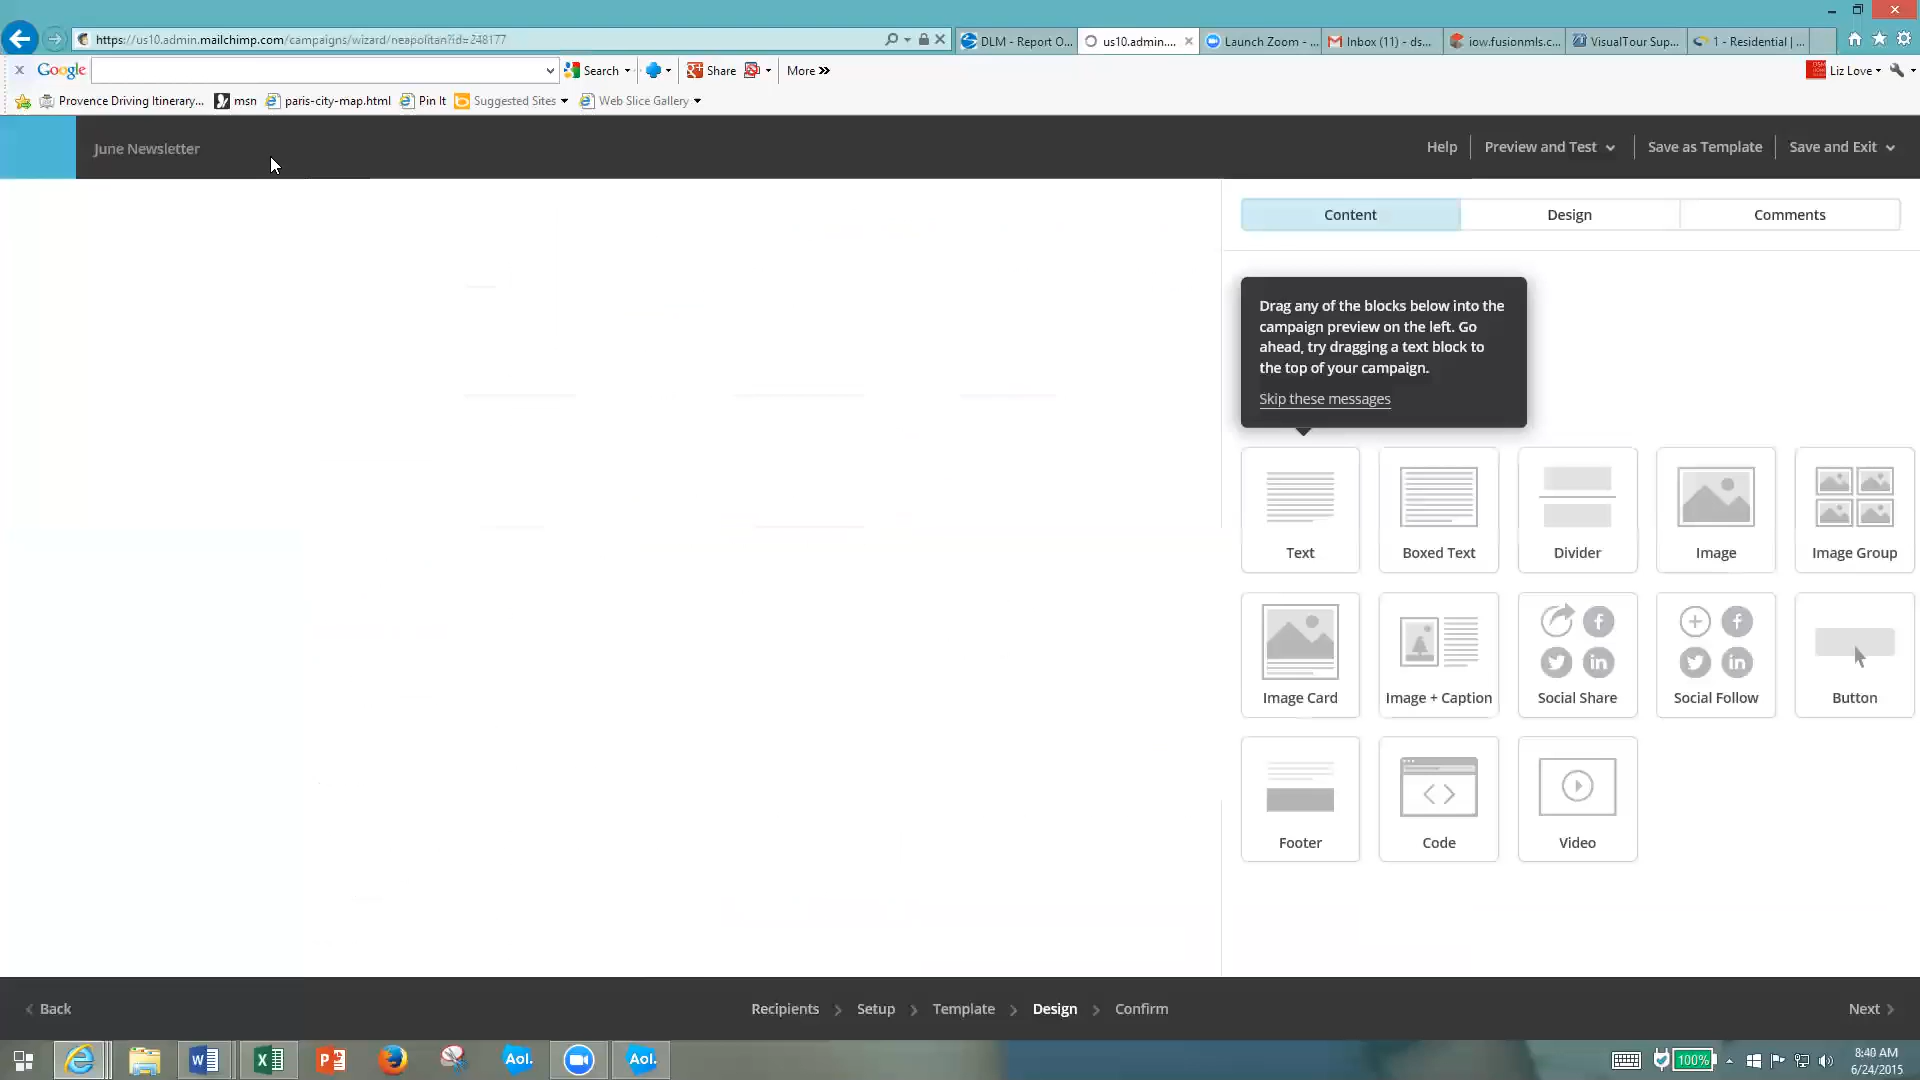 https://us10.admin.mailchimp.com/campaigns/wizard/neapolitan?id=248177
DLM - Report O...
us10.admin....
Launch Zoom - ...
Inbox (11) - ds...
iow.fusionmls.c...
VisualTour Sup...
1 - Residential | ...
Google
Search
Share
More
Liz Love
Provence Driving Itinerary...
msn
paris-city-map.html
Pin It
Suggested Sites
Web Slice Gallery
June Newsletter
Help
Preview and Test
Save as Template
Save and Exit
Content
Design
Comments
Drag any of the blocks below into the
campaign preview on the left. Go
ahead, try dragging a text block to
the top of your campaign.
Skip these messages
Text
Boxed Text
Divider
Image
Image Group
Image Card
Image + Caption
Social Share
Social Follow
Button
Footer
Code
Video
Back
Recipients
Setup
Template
Design
Confirm
Next
Aol.
Aol.
100%
8:40 AM
6/24/2015